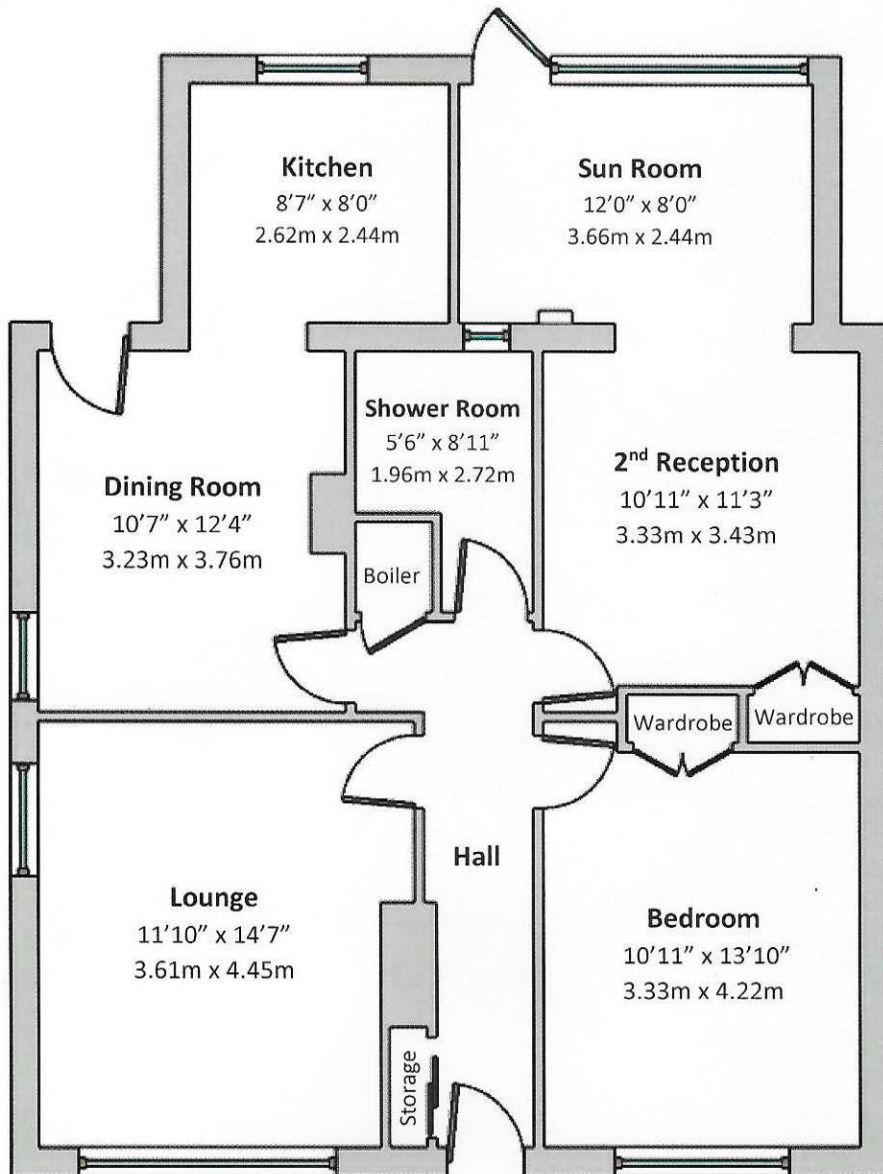 Kitchen
8’7” x 8’0”
2.62m x 2.44m
Sun Room
12’0” x 8’0”
3.66m x 2.44m
Shower Room
5’6” x 8’11”
1.96m x 2.72m
2nd Reception
10’11” x 11’3”
3.33m x 3.43m
Dining Room
10’7” x 12’4”
3.23m x 3.76m
Boiler
Wardrobe
Wardrobe
Hall
Lounge
11’10” x 14’7”
3.61m x 4.45m
Bedroom
10’11” x 13’10”
3.33m x 4.22m
Storage